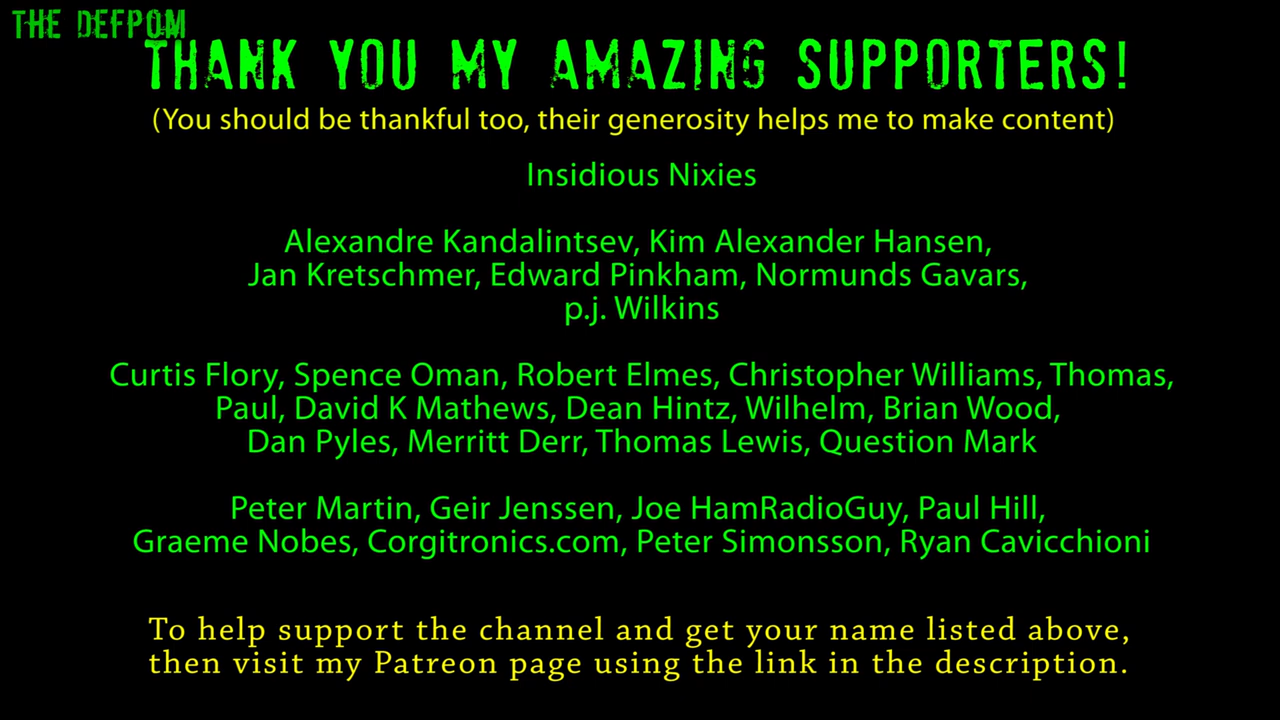 THE DEFPOM
THANK YOU MY AMAZING SUPPORTERS!
(You should be thankful too, their generosity helps me to make content)
Insidious Nixies
Alexandre Kandalintsev, Kim Alexander Hansen,
Jan Kretschmer, Edward Pinkham, Normunds Gavars,
p.j. Wilkins
Curtis Flory, Spence Oman, Robert Elmes, Christopher Williams, Thomas,
Paul, David K Mathews, Dean Hintz, Wilhelm, Brian Wood,
Dan Pyles, Merritt Derr, Thomas Lewis, Question Mark
Peter Martin, Geir Jenssen, Joe HamRadioGuy, Paul Hill,
Graeme Nobes, Corgitronics.com, Peter Simonsson, Ryan Cavicchioni
To help support the channel and get your name listed above,
then visit my Patreon page using the link in the description.